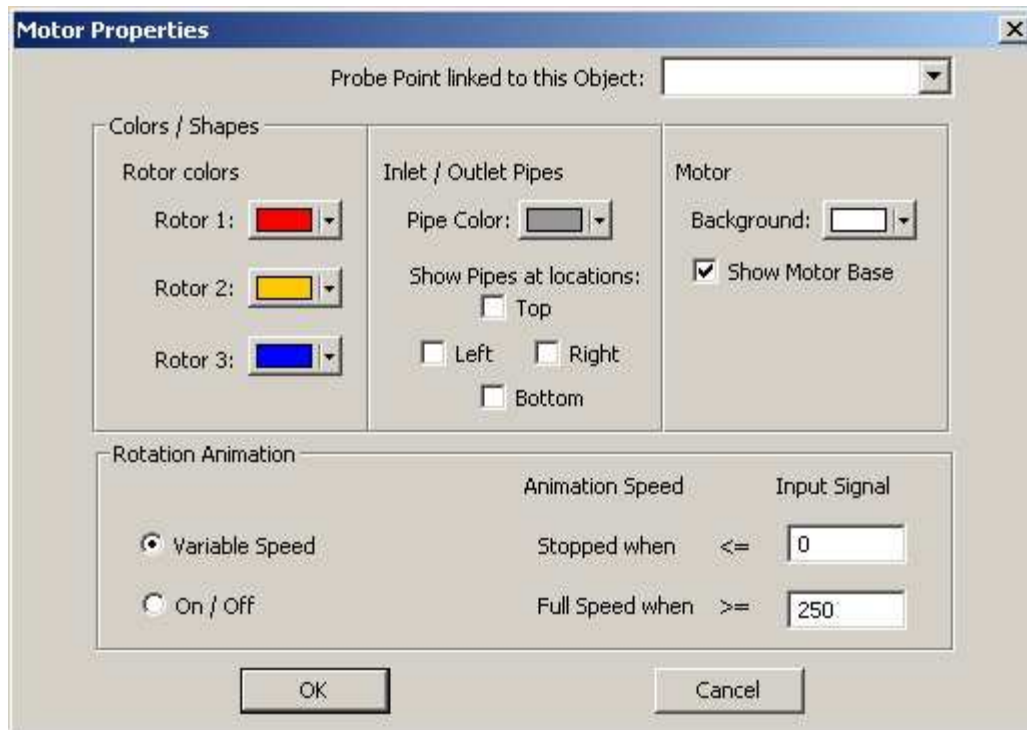 Motor Properties
Probe Point linked to this Object:
Colors / Shapes
Rotor colors
Rotor 1:
Rotor 2:
Rotor 3:
Inlet / Outlet Pipes
Pipe Color:
Show Pipes at locations:
Top
Left Right
Bottom
Motor
Background:
Show Motor Base
Rotation Animation
Animation Speed Input Signal
Variable Speed Stopped when <= 0
On / Off Full Speed when >= 250
OK Cancel